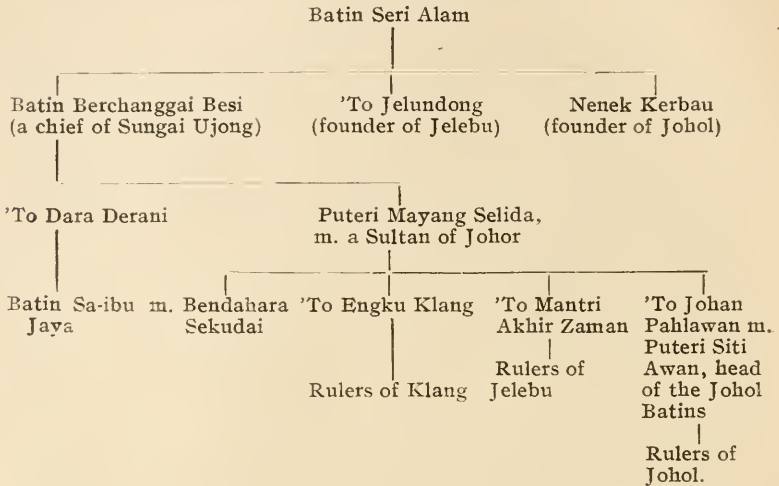 Batin Seri Alam
Batin Berchanggai Besi
(a chief of Sungai Ujong)
'To Jelundong
(founder of Jelebu)
Nenek Kerbau
(founder of Johol)
'To Dara Derani
Puteri Mayang Selida,
m. a Sultan of Johor
Batin Sa-ibu
Jaya
m. Bendahara
Sekudai
'To Engku Klang
Rulers of Klang
'To Mantri
Akhir Zaman
Rulers of
Jelebu
'To Johan
Pahlawan m.
Puteri Siti
Awan, head
of the Johol
Batins
Rulers of
Johol.